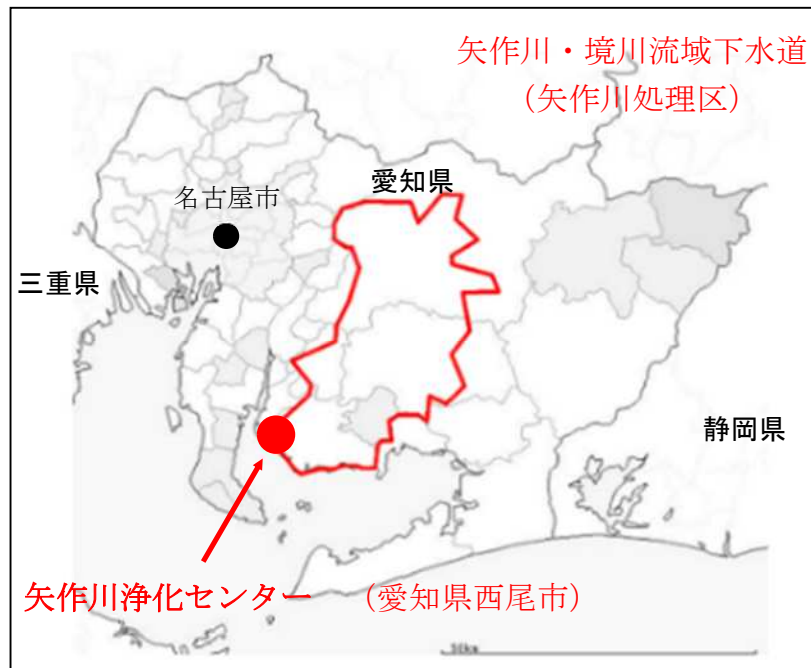 矢作川・境川流域下水道
（矢作川処理区）
愛知県
名古屋市
三重県
静岡県
矢作川浄化センター　（愛知県西尾市）
50km